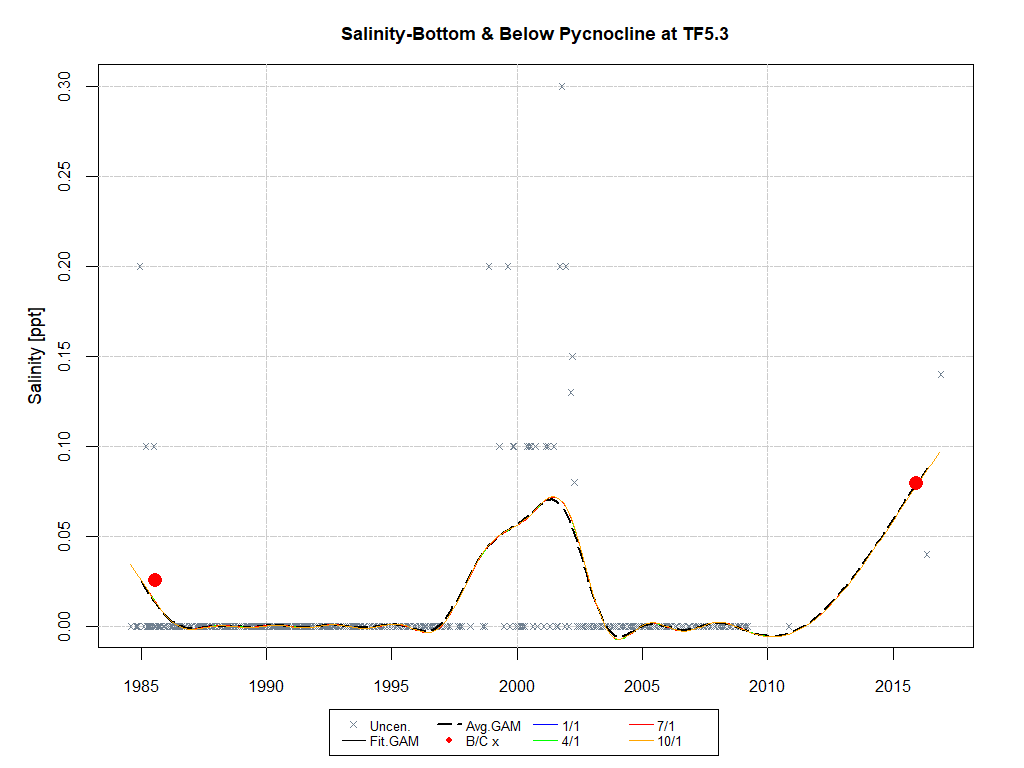 Salinity-Bottom & Below Pycnocline at TF5.3
Salinity [ppt]
0.30
0.25
0.20
0.15
0.10
0.05
0.00
1985 1990 1995 2000 2005 2010 2015
Uncen. Avg.GAM 1/1 7/1
Fit.GAM B/C x 4/1 10/1